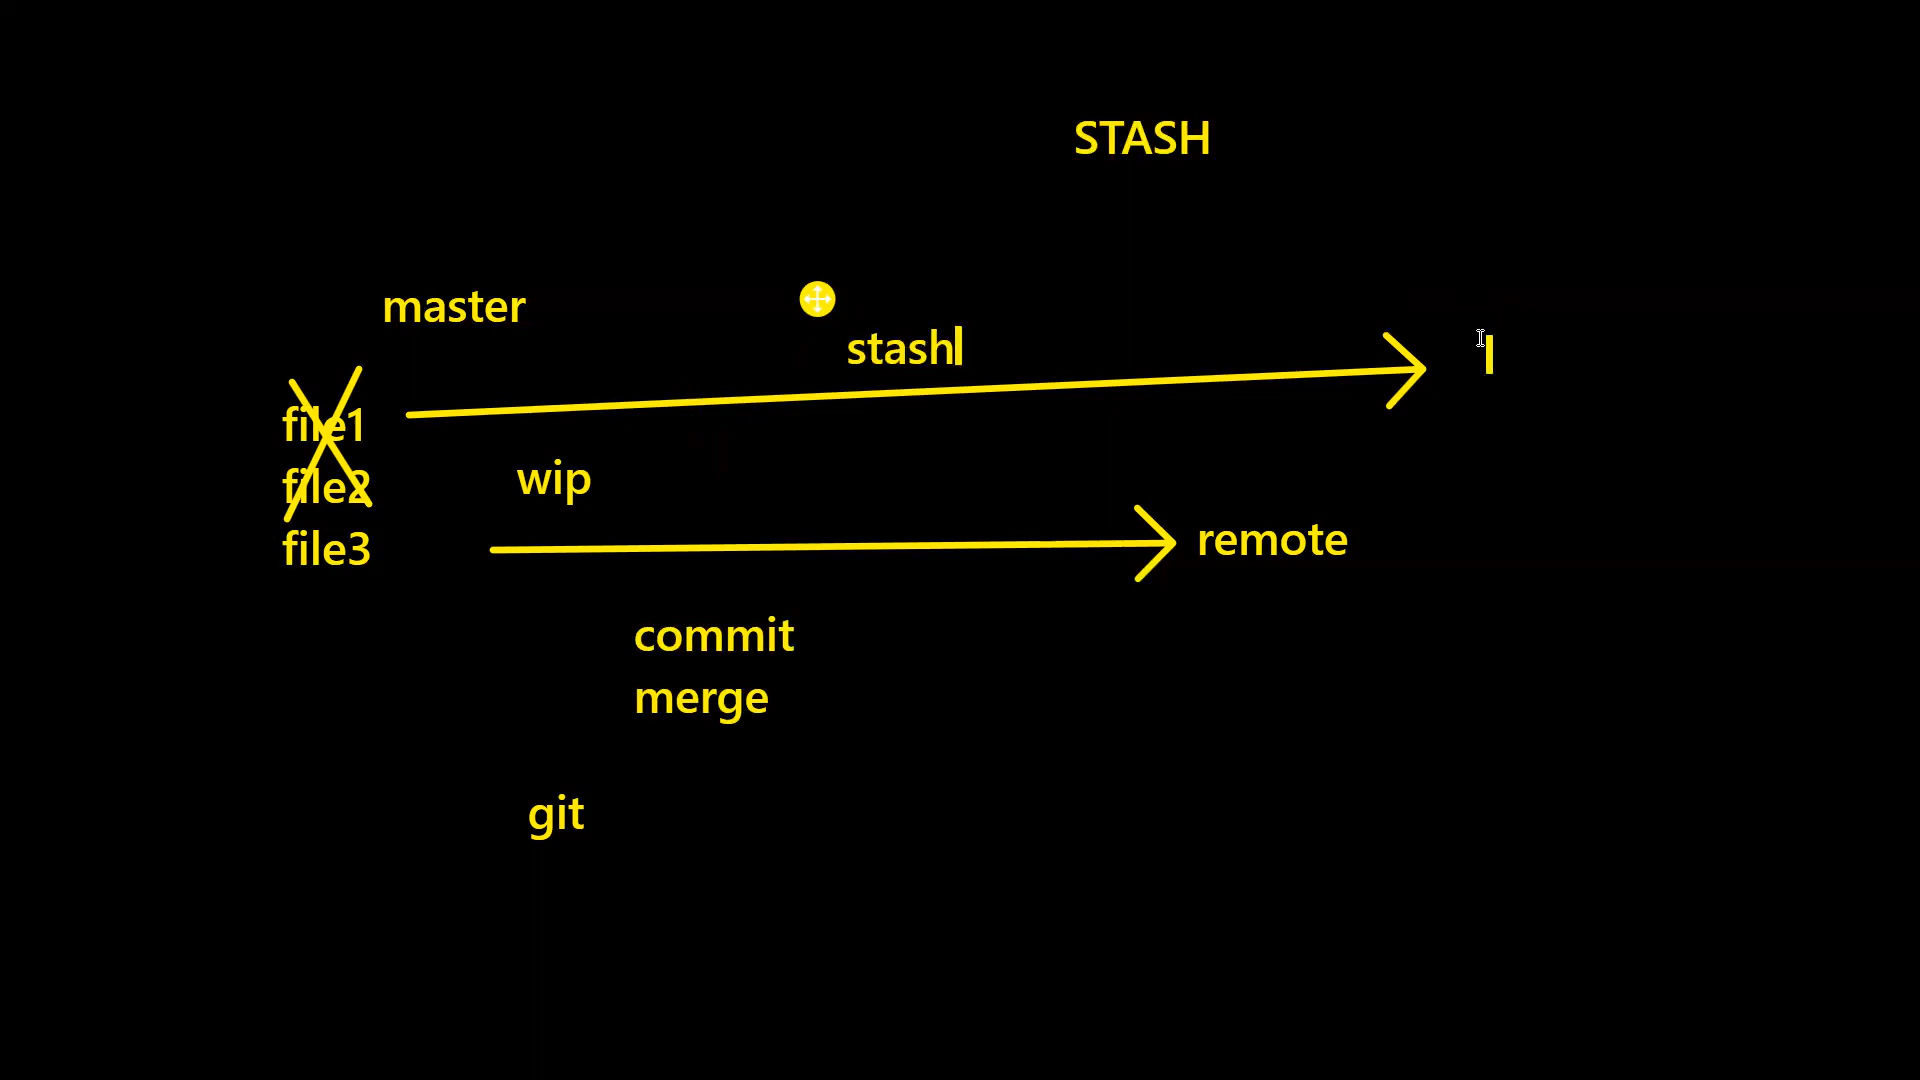 STASH
master
stash
file1
file2
wip
file3
remote
commit
merge
git